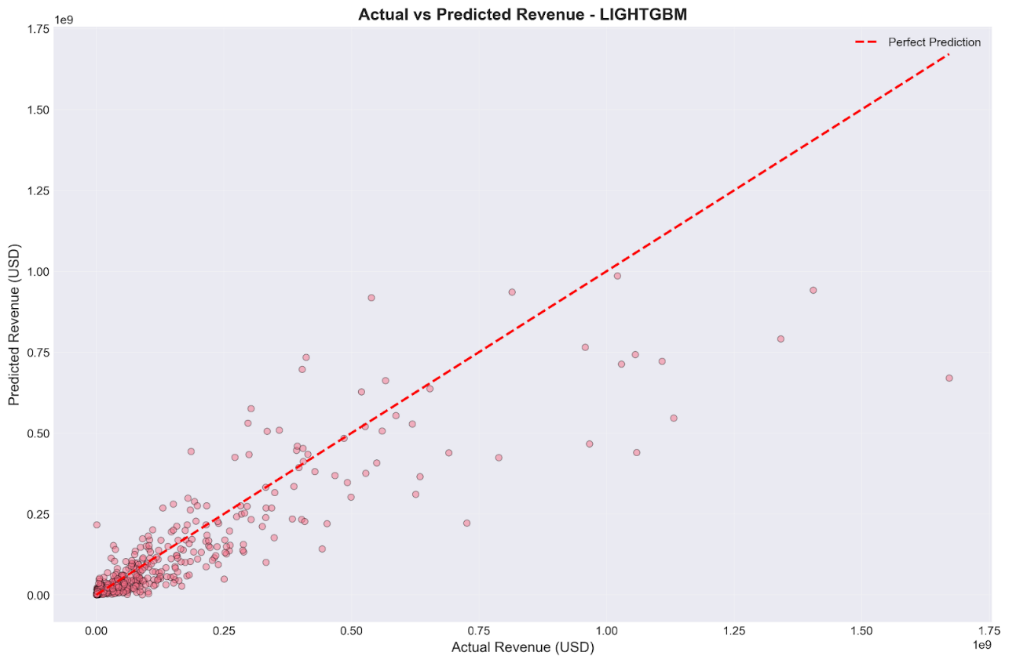 Actual vs Predicted Revenue - LIGHTGBM
1e9
1.75
1.50
1.25
1.00
0.75
0.50
0.25
0.00
Predicted Revenue (USD)
Perfect Prediction
0.00 0.25 0.50 0.75 1.00 1.25 1.50 1.75
1e9
Actual Revenue (USD)